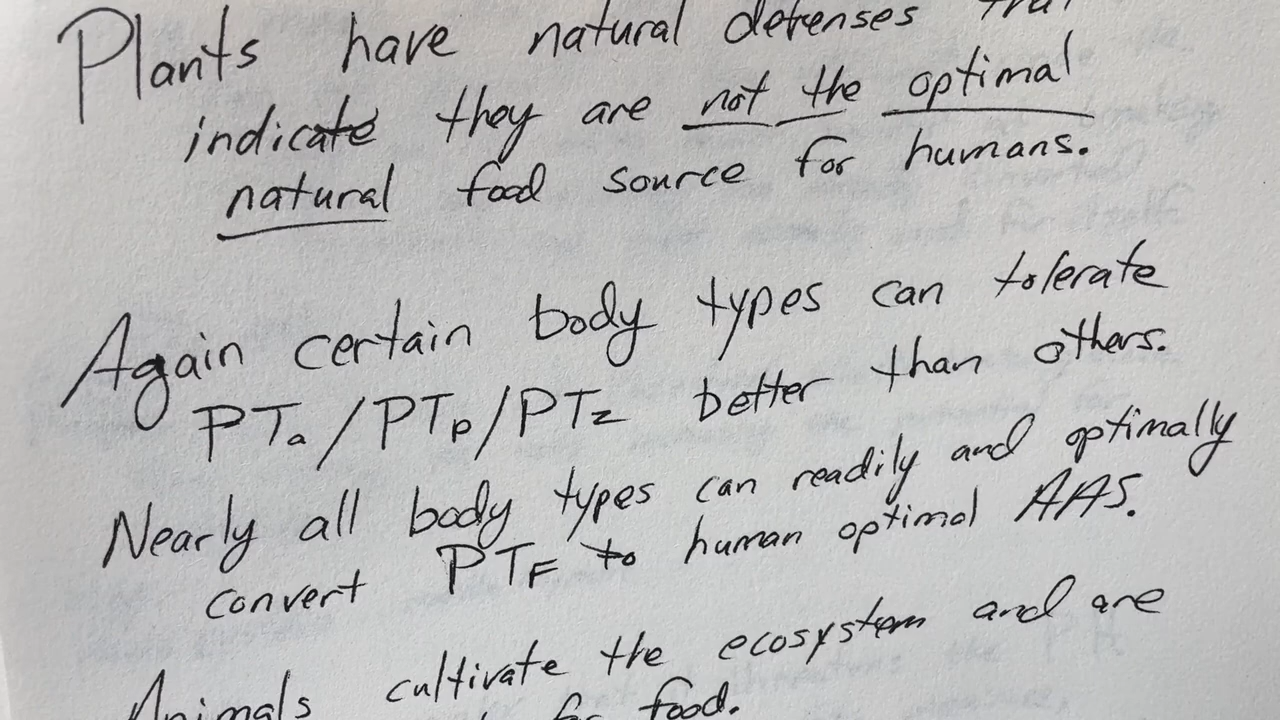 Plants have natural defenses
indicate they are not the optimal
natural food source for humans.
Again certain body types can tolerate
PTa/PTp/PTz better than others.
Nearly all body types can readily and optimally
convert PTF to human optimal AAS.
Animals cultivate the ecosystem and are
food.